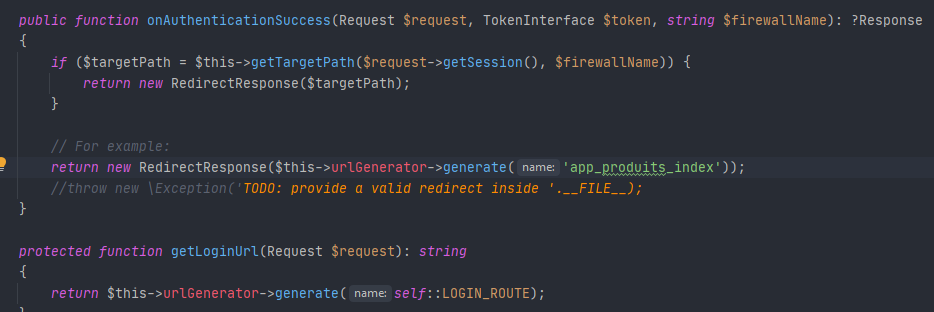 public function onAuthenticationSuccess(Request $request, TokenInterface $token, string $firewallName): ?Response
{
if ($targetPath = $this->getTargetPath($request->getSession(), $firewallName)) {
return new RedirectResponse($targetPath);
}
// For example:
return new RedirectResponse($this->urlGenerator->generate( name: 'app_produits_index'));
//throw new \Exception('TODO: provide a valid redirect inside '.__FILE__);
}
protected function getLoginUrl(Request $request): string
{
return $this->urlGenerator->generate( name: self::LOGIN_ROUTE);
}